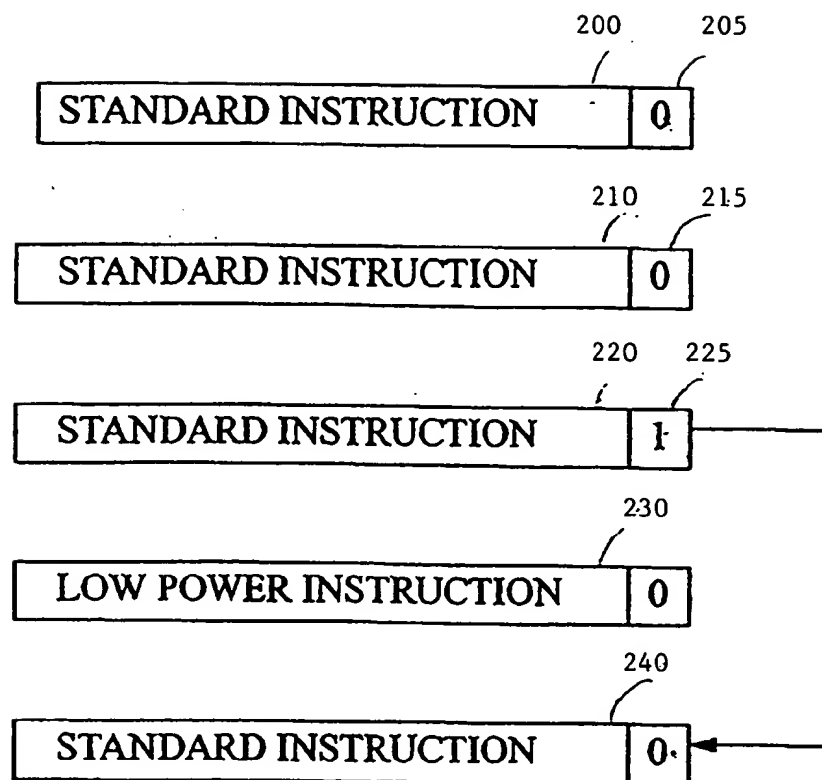 200 205
STANDARD INSTRUCTION 0
210 215
STANDARD INSTRUCTION 0
220 225
STANDARD INSTRUCTION 1
230
LOW POWER INSTRUCTION 0
240
STANDARD INSTRUCTION 0